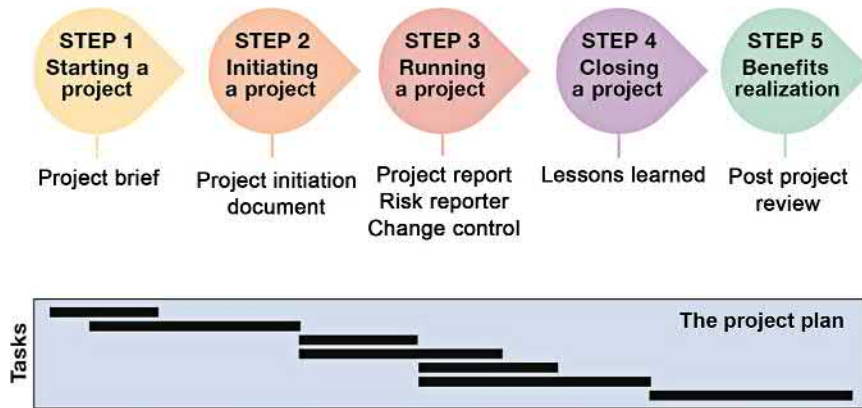 STEP 1
Starting a
project
STEP 2
Initiating
a project
STEP 3
Running
a project
STEP 4
Closing
a project
STEP 5
Benefits
realization
Project brief
Project initiation
document
Project report
Risk reporter
Change control
Lessons learned
Post project
review
Tasks
The project plan